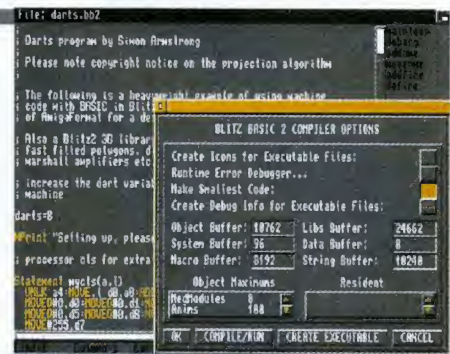 File: darts.bb2
; Darts program by Simon Armstrong
; Please note copyright notice on the projection algorithm
; The following is a heavyweight example of using machine
; code with BASIC in Blitz
; of AmigaFormat for a de
; Also a Blitz2 3D librar
; fast filled polygons, d
; marshall amplifiers etc
; increase the dart variab
; machine
darts=8
NPrint "Setting up, pleas
; processor cls for extra
Statement mycls{a.l}
MOVE#255,d7
BLITZ BASIC 2 COMPILER OPTIONS
Create Icons for Executable Files:
Runtime Error Debugger...
Make Smallest Code:
Create Debug Info for Executable Files:
Object Buffer: 10762 Libs Buffer: 24662
System Buffer: 96 Data Buffer: 8
Macro Buffer: 8192 String Buffer: 10240
Object Maximums Resident
MedModules 8
Anims 100
OK COMPILE/RUN CREATE EXECUTABLE CANCEL